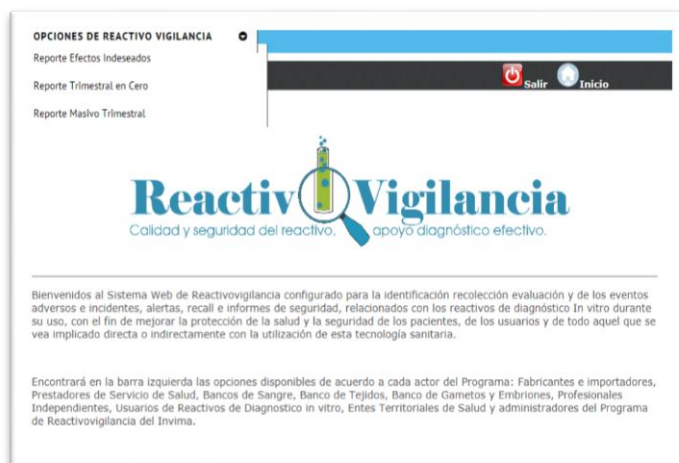 OPCIONES DE REACTIVO VIGILANCIA
Reporte Efectos Indeseados
Reporte Trimestral en Cero
Reporte Masivo Trimestral
Salir Inicio
Reactiv Vigilancia
Calidad y seguridad del reactivo, apoyo diagnóstico efectivo.
Bienvenidos al Sistema Web de Reactivovigilancia configurado para la identificación recolección evaluación y de los eventos
adversos e incidentes, alertas, recall e informes de seguridad, relacionados con los reactivos de diagnóstico In vitro durante
su uso, con el fin de mejorar la protección de la salud y la seguridad de los pacientes, de los usuarios y de todo aquel que se
vea implicado directa o indirectamente con la utilización de esta tecnología sanitaria.
Encontrará en la barra izquierda las opciones disponibles de acuerdo a cada actor del Programa: Fabricantes e importadores,
Prestadores de Servicio de Salud, Bancos de Sangre, Banco de Tejidos, Banco de Gametos y Embriones, Profesionales
Independientes, Usuarios de Reactivos de Diagnostico in vitro, Entes Territoriales de Salud y administradores del Programa
de Reactivovigilancia del Invima.